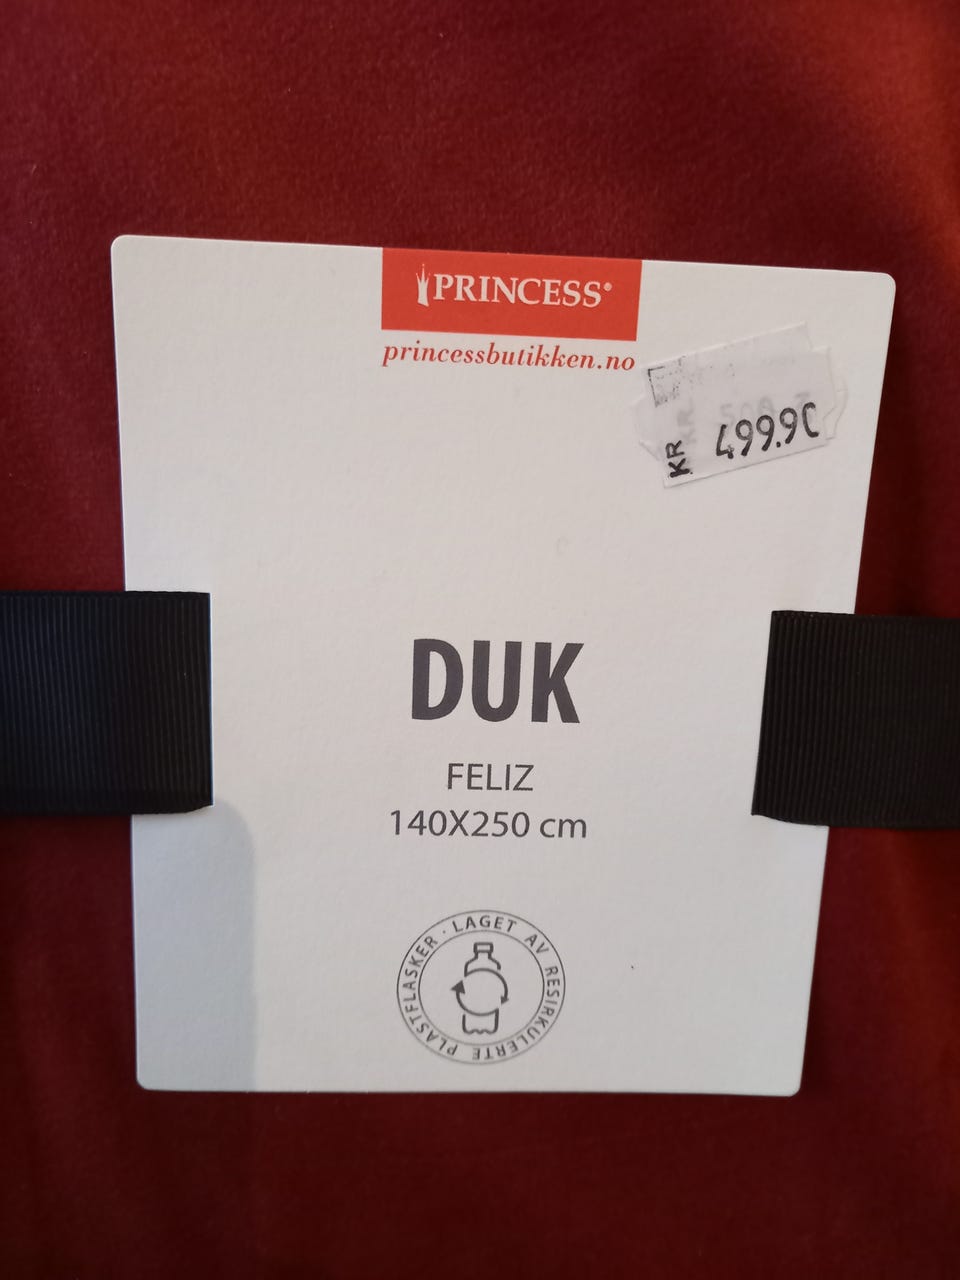 PRINCESS®
princessbutikken.no
KR 499.90
DUK
FELIZ
140X250 cm
LAGET AV RESIRKULERTE PLASTFLASKER ·